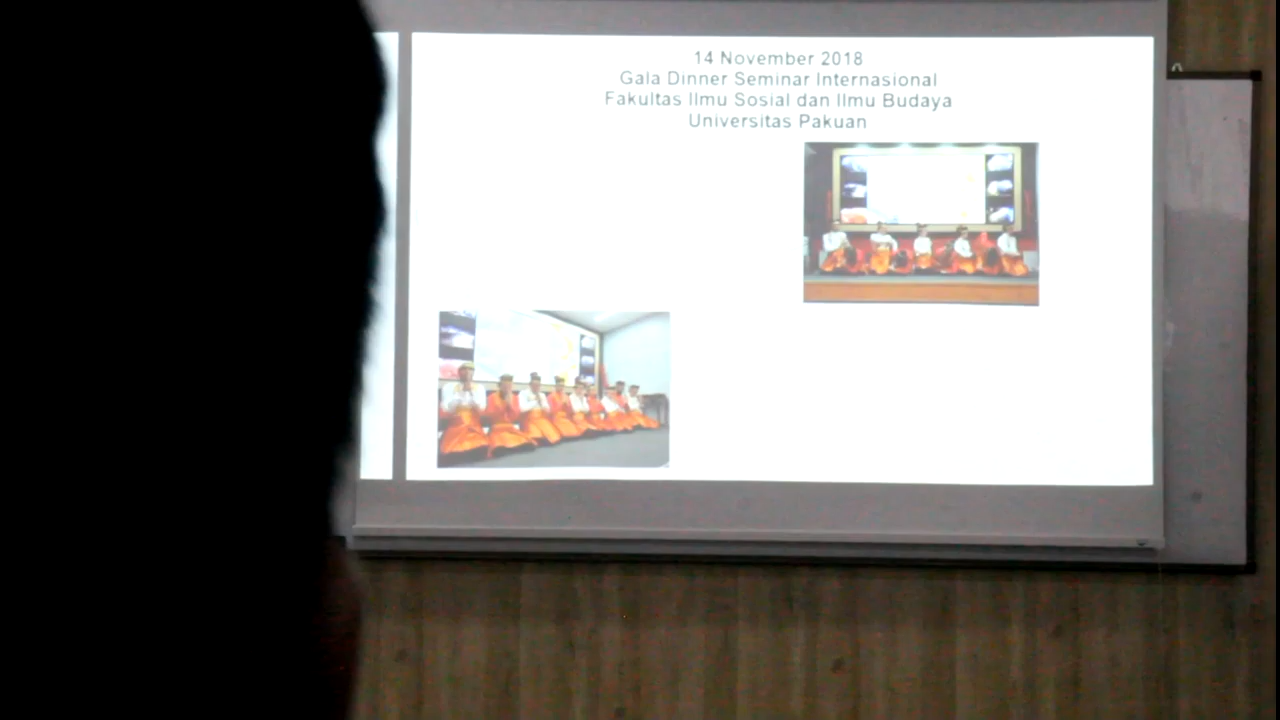 14 November 2018
Gala Dinner Seminar Internasional
Fakultas Ilmu Sosial dan Ilmu Budaya
Universitas Pakuan